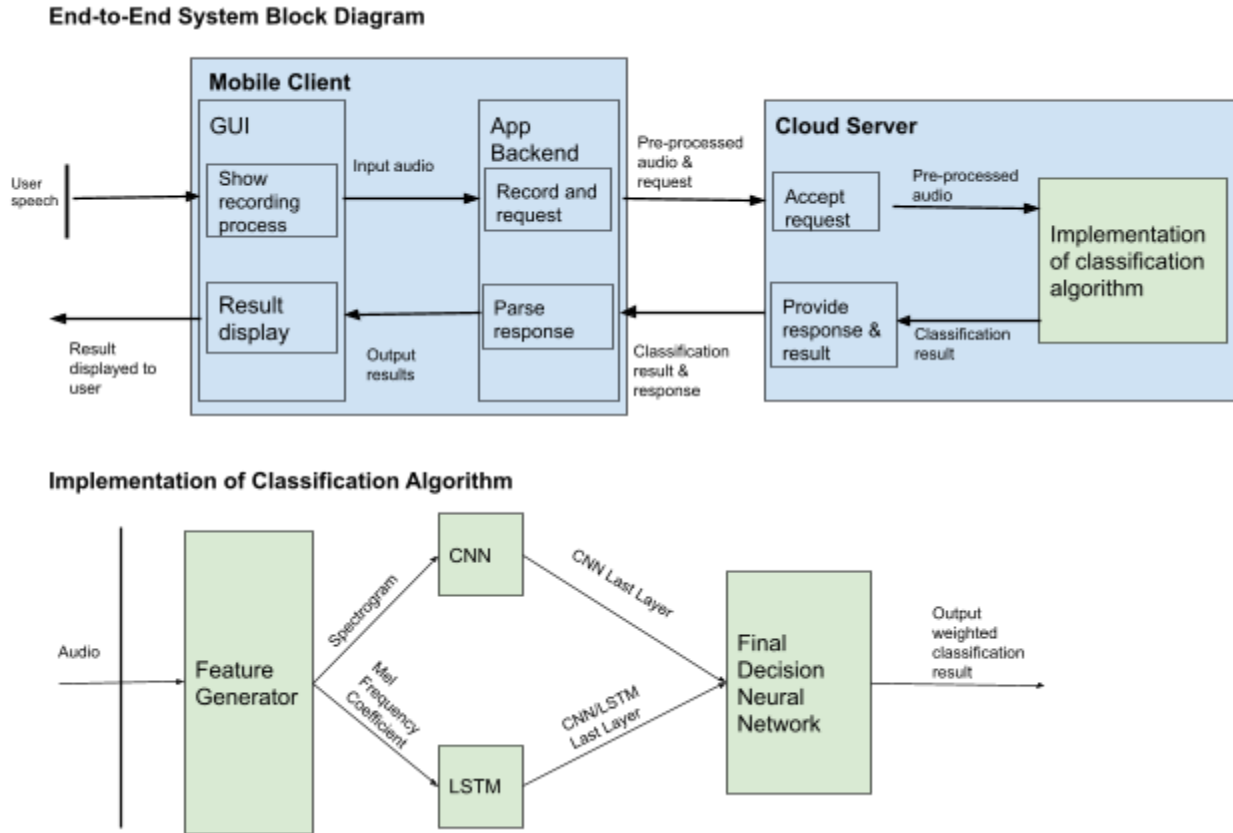 End-to-End System Block Diagram
Mobile Client
GUI
App
Backend
Cloud Server
User
speech
Show
recording
process
Input audio
Record and
request
Pre-processed
audio &
request
Accept
request
Pre-processed
audio
Implementation
of classification
algorithm
Result
displayed to
user
Result
display
Output
results
Parse
response
Classification
result &
response
Provide
response &
result
Classification
result
Implementation of Classification Algorithm
Audio
Feature
Generator
Spectrogram
Mel
Frequency
Coefficient
CNN
LSTM
CNN Last Layer
CNN/LSTM
Last Layer
Final
Decision
Neural
Network
Output
weighted
classification
result